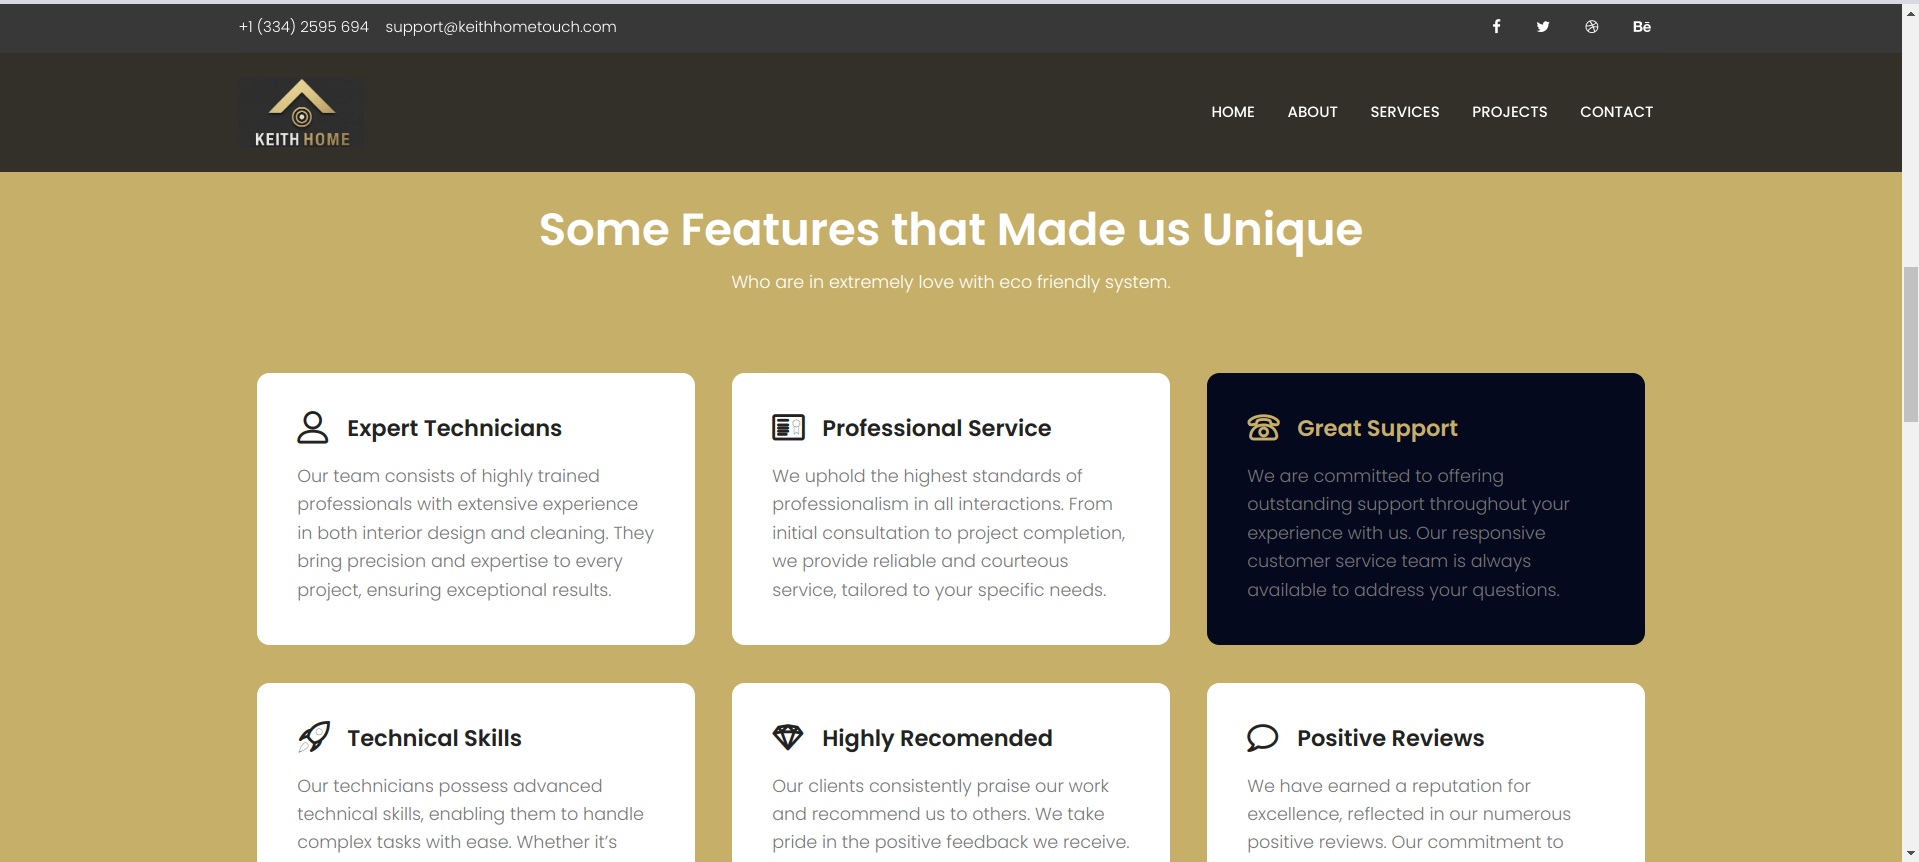 +1 (334) 2595 694 support@keithhometouch.com
Bē
KEITH HOME
HOME ABOUT SERVICES PROJECTS CONTACT
Some Features that Made us Unique
Who are in extremely love with eco friendly system.
Expert Technicians
Our team consists of highly trained
professionals with extensive experience
in both interior design and cleaning. They
bring precision and expertise to every
project, ensuring exceptional results.
Professional Service
We uphold the highest standards of
professionalism in all interactions. From
initial consultation to project completion,
we provide reliable and courteous
service, tailored to your specific needs.
Great Support
We are committed to offering
outstanding support throughout your
experience with us. Our responsive
customer service team is always
available to address your questions.
Technical Skills
Our technicians possess advanced
technical skills, enabling them to handle
complex tasks with ease. Whether it’s
Highly Recomended
Our clients consistently praise our work
and recommend us to others. We take
pride in the positive feedback we receive.
Positive Reviews
We have earned a reputation for
excellence, reflected in our numerous
positive reviews. Our commitment to